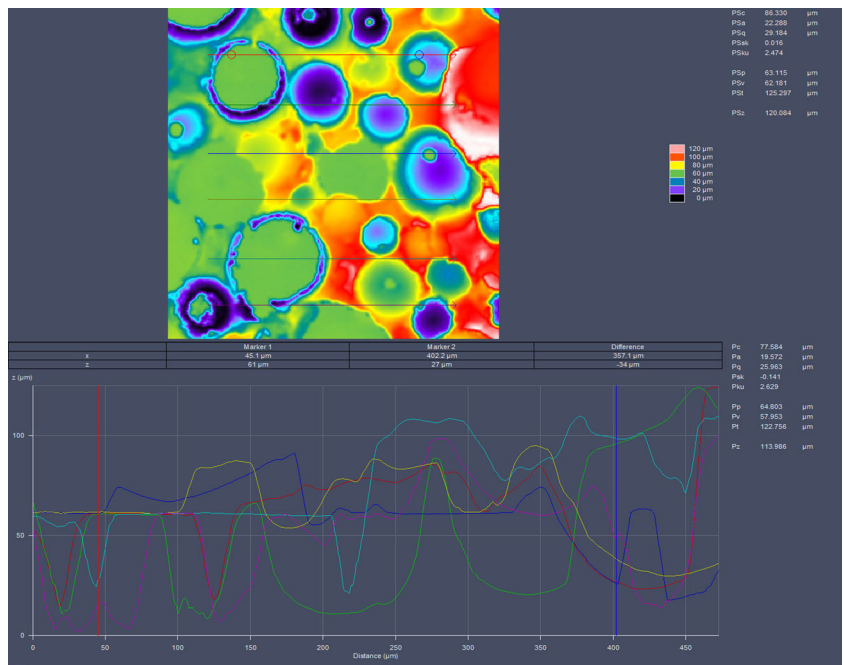 PSc 86.330 µm
PSa 22.288 µm
PSq 29.184 µm
PSsk 0.016
PSku 2.474
PSp 63.115 µm
PSv 62.181 µm
PSt 125.297 µm
PSz 120.084 µm
120 µm
100 µm
80 µm
60 µm
40 µm
20 µm
0 µm
Marker 1 Marker 2 Difference
x 45.1 µm 402.2 µm 357.1 µm
z 61 µm 27 µm -34 µm
Pc 77.584 µm
Pa 19.572 µm
Pq 25.963 µm
Psk -0.141
Pku 2.629
Pp 64.803 µm
Pv 57.953 µm
Pt 122.756 µm
Pz 113.986 µm
z (µm)
100
50
0
0 50 100 150 200 250 300 350 400 450
Distance (µm)